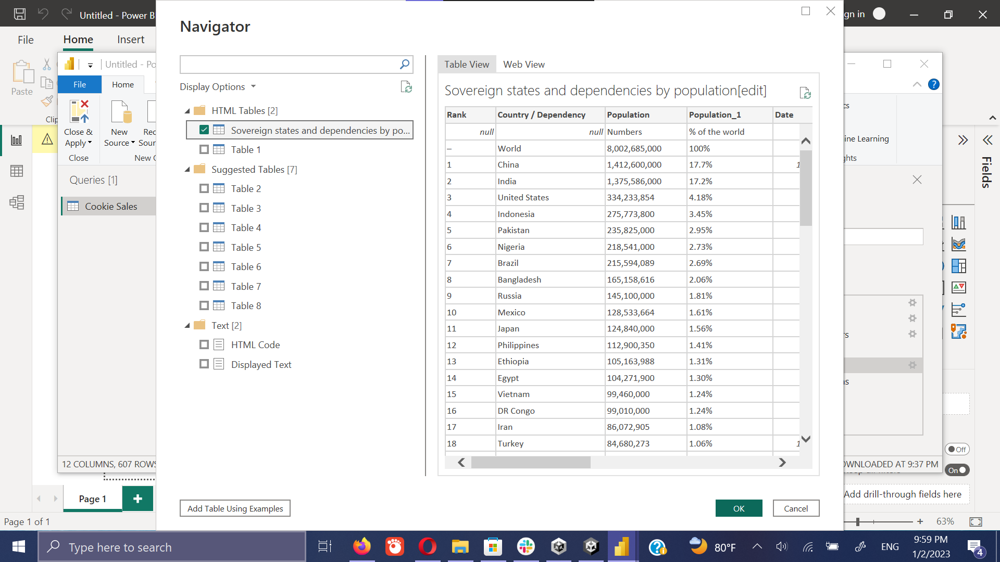 Untitled - Power B
gn in
File
Home
Insert
Paste
Clip
Untitled - Po
File
Home
Close &
Apply
New
Source
Rec
Sour
Close
New C
Queries [1]
Cookie Sales
12 COLUMNS, 607 ROWS
Page 1
Page 1 of 1
Navigator
Display Options
HTML Tables [2]
Sovereign states and dependencies by po...
Table 1
Suggested Tables [7]
Table 2
Table 3
Table 4
Table 5
Table 6
Table 7
Table 8
Text [2]
HTML Code
Displayed Text
Add Table Using Examples
Table View
Web View
Sovereign states and dependencies by population[edit]
Rank Country / Dependency Population Population_1 Date
null null Numbers % of the world
– World 8,002,685,000 100%
1 China 1,412,600,000 17.7% 1
2 India 1,375,586,000 17.2%
3 United States 334,233,854 4.18%
4 Indonesia 275,773,800 3.45%
5 Pakistan 235,825,000 2.95%
6 Nigeria 218,541,000 2.73%
7 Brazil 215,594,089 2.69%
8 Bangladesh 165,158,616 2.06%
9 Russia 145,100,000 1.81%
10 Mexico 128,533,664 1.61%
11 Japan 124,840,000 1.56%
12 Philippines 112,900,350 1.41%
13 Ethiopia 105,163,988 1.31%
14 Egypt 104,271,900 1.30%
15 Vietnam 99,460,000 1.24%
16 DR Congo 99,010,000 1.24%
17 Iran 86,072,905 1.08%
18 Turkey 84,680,273 1.06% 1
OK
Cancel
cs
ine Learning
ghts
Fields
rs
ns
OWNLOADED AT 9:37 PM
Off
On
Add drill-through fields here
63%
Type here to search
80°F
ENG
9:59 PM
1/2/2023
4